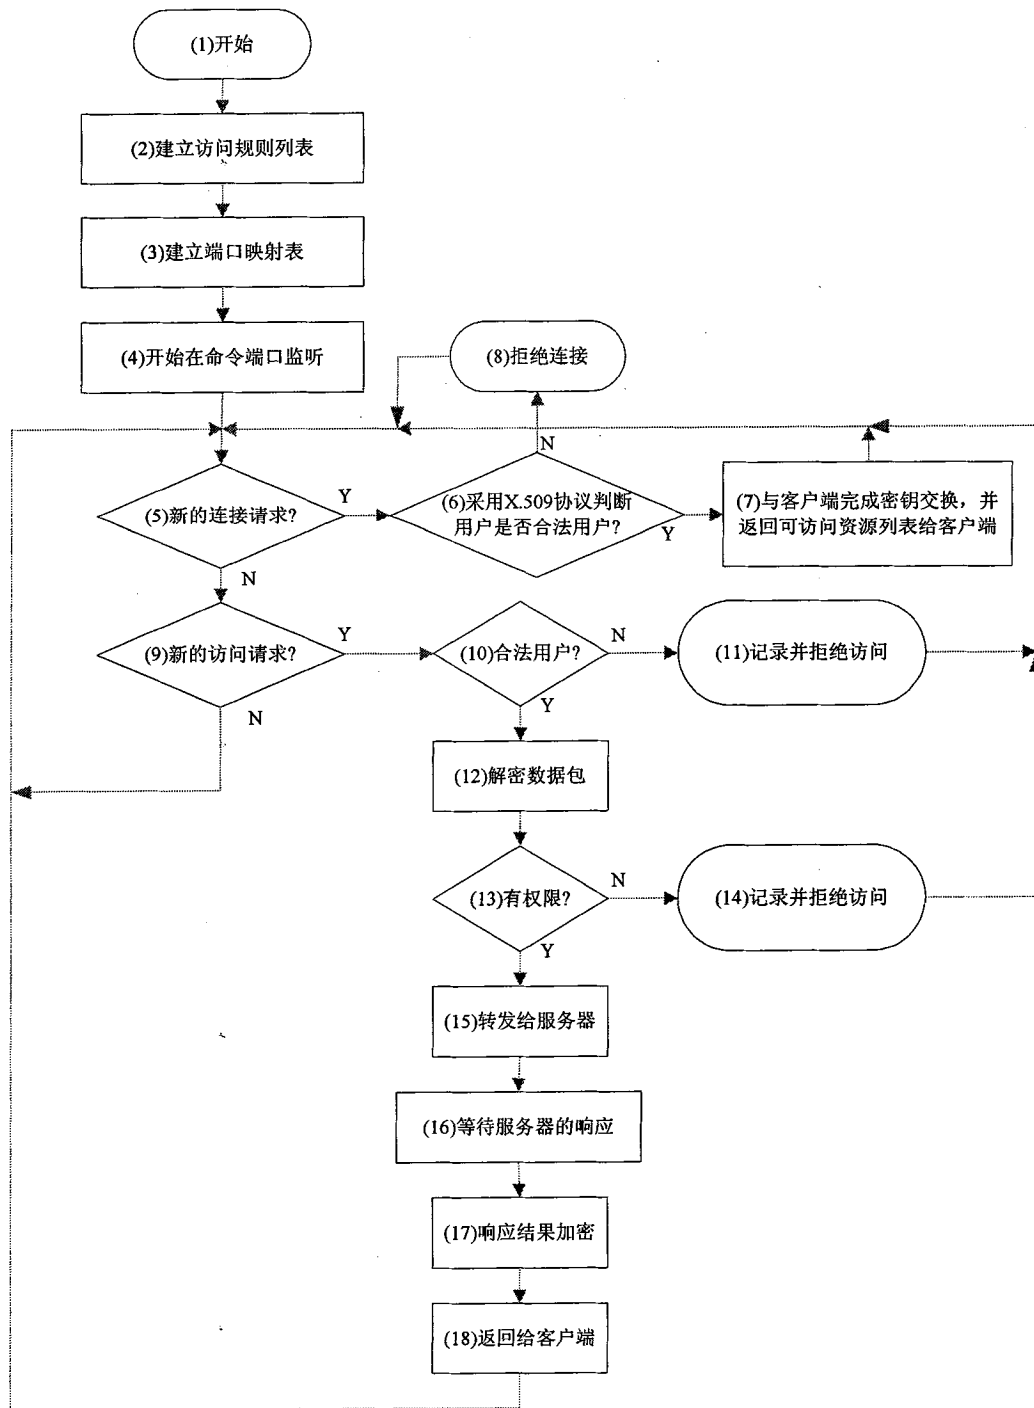 (1)开始
(2)建立访问规则列表
(3)建立端口映射表
(4)开始在命令端口监听
(8)拒绝连接
N
(5)新的连接请求?
Y
(6)采用X.509协议判断
用户是否合法用户?
Y
(7)与客户端完成密钥交换，并
返回可访问资源列表给客户端
N
(9)新的访问请求?
Y
(10)合法用户?
N
(11)记录并拒绝访问
N
Y
(12)解密数据包
(13)有权限?
N
(14)记录并拒绝访问
Y
(15)转发给服务器
(16)等待服务器的响应
(17)响应结果加密
(18)返回给客户端